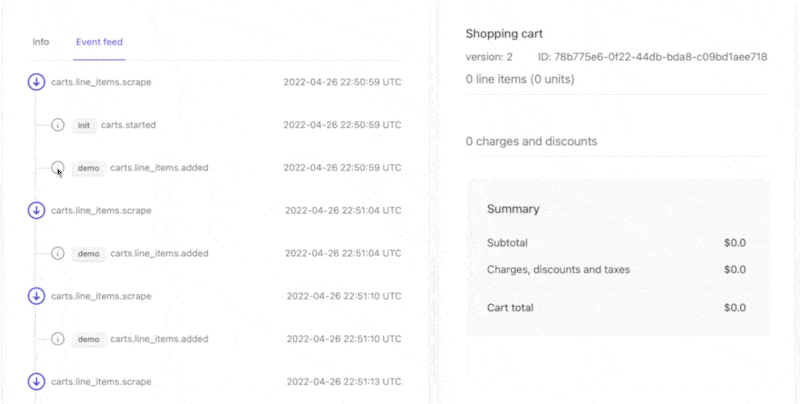 Info Event feed
carts.line_items.scrape 2022-04-26 22:50:59 UTC
Init carts.started 2022-04-26 22:50:59 UTC
demo carts.line_items.added 2022-04-26 22:50:59 UTC
carts.line_items.scrape 2022-04-26 22:51:04 UTC
demo carts.line_items.added 2022-04-26 22:51:04 UTC
carts.line_items.scrape 2022-04-26 22:51:10 UTC
demo carts.line_items.added 2022-04-26 22:51:10 UTC
carts.line_items.scrape 2022-04-26 22:51:13 UTC
Shopping cart
version: 2 ID: 78b775e6-0f22-44db-bda8-c09bd1aee718
0 line items (0 units)
0 charges and discounts
Summary
Subtotal $0.0
Charges, discounts and taxes $0.0
Cart total $0.0